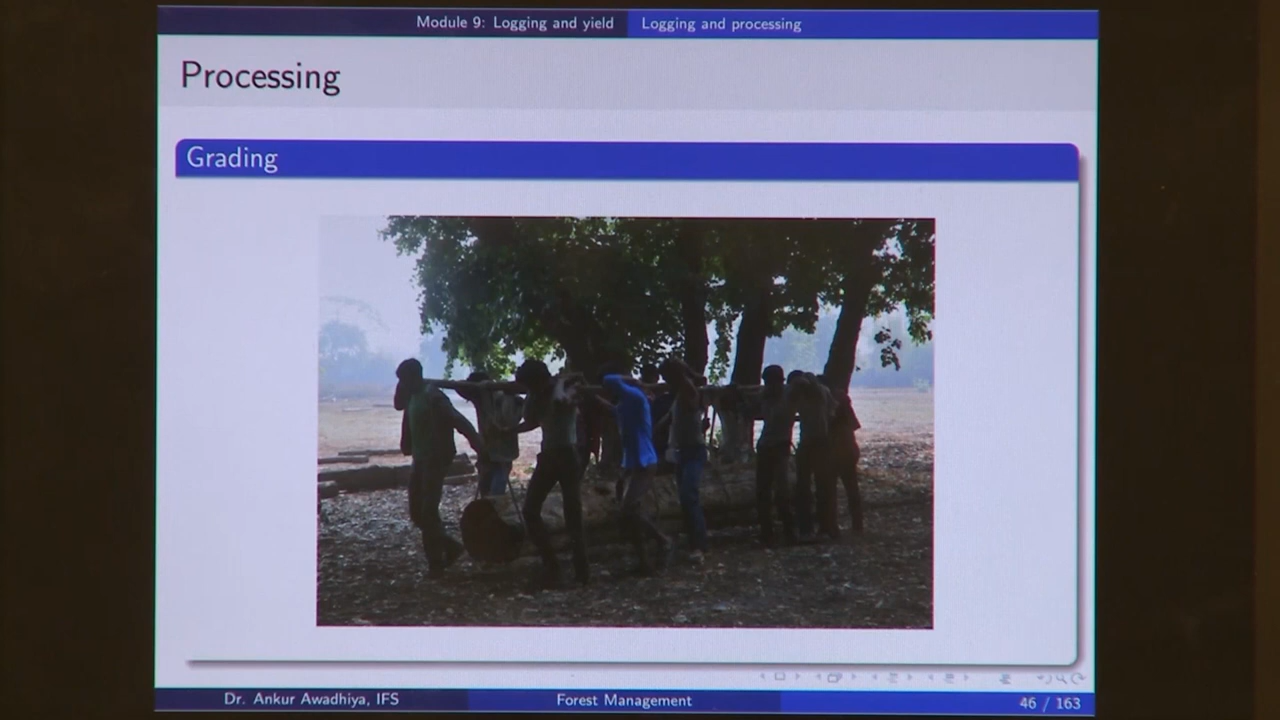 Module 9: Logging and yield Logging and processing
Processing
Grading
Dr. Ankur Awadhiya, IFS Forest Management 46 / 163